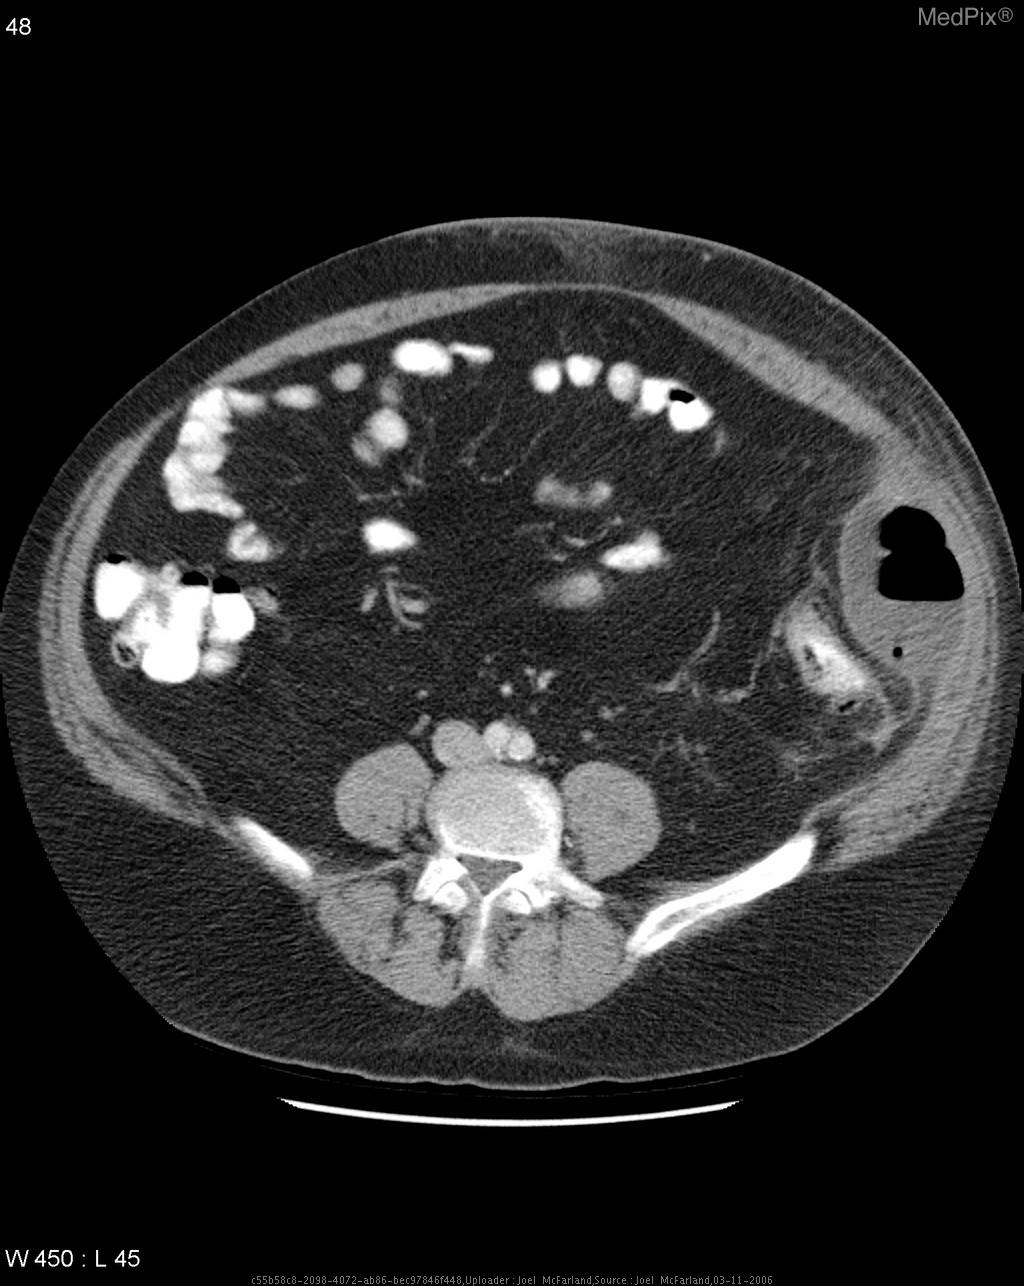 48
MedPix®
W 450 : L 45
c55b58c8-2098-4072-ab86-bec97846f448,Uploader : Joel McFarland,Source : Joel McFarland,03-11-2006